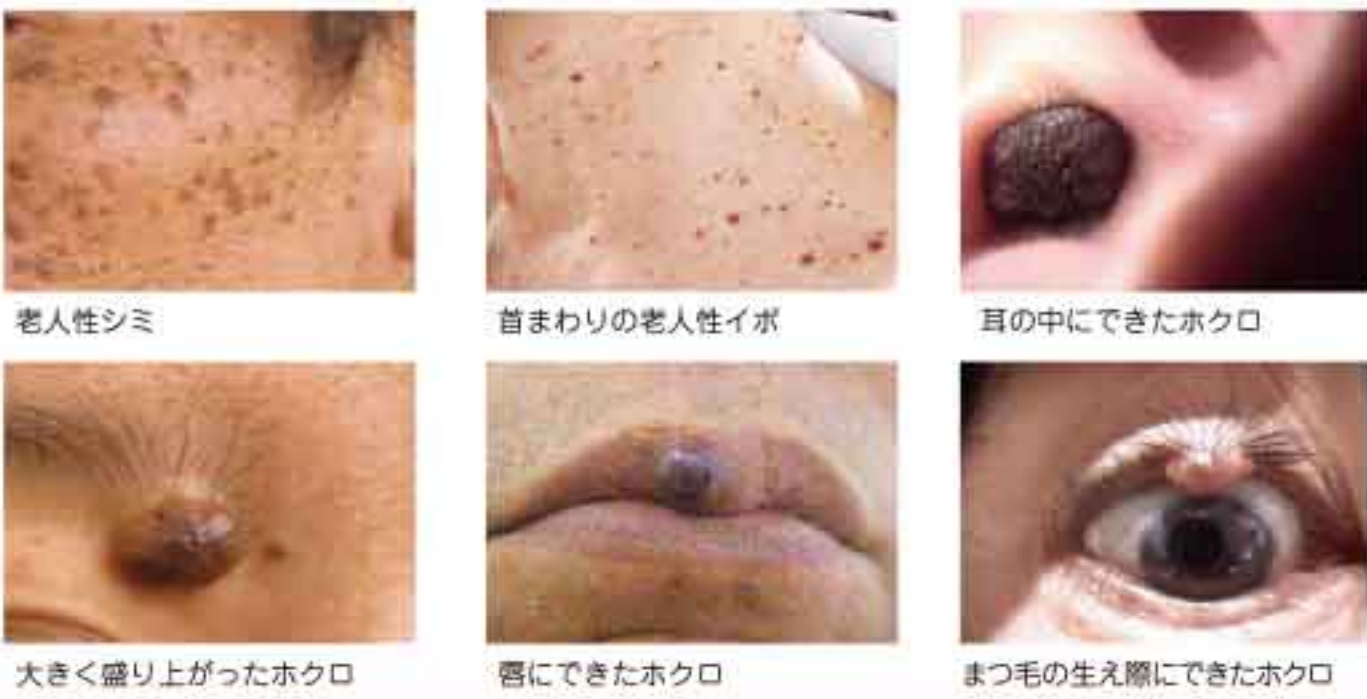 老人性シミ
首まわりの老人性イボ
耳の中にできたホクロ
大きく盛り上がったホクロ
唇にできたホクロ
まつ毛の生え際にできたホクロ